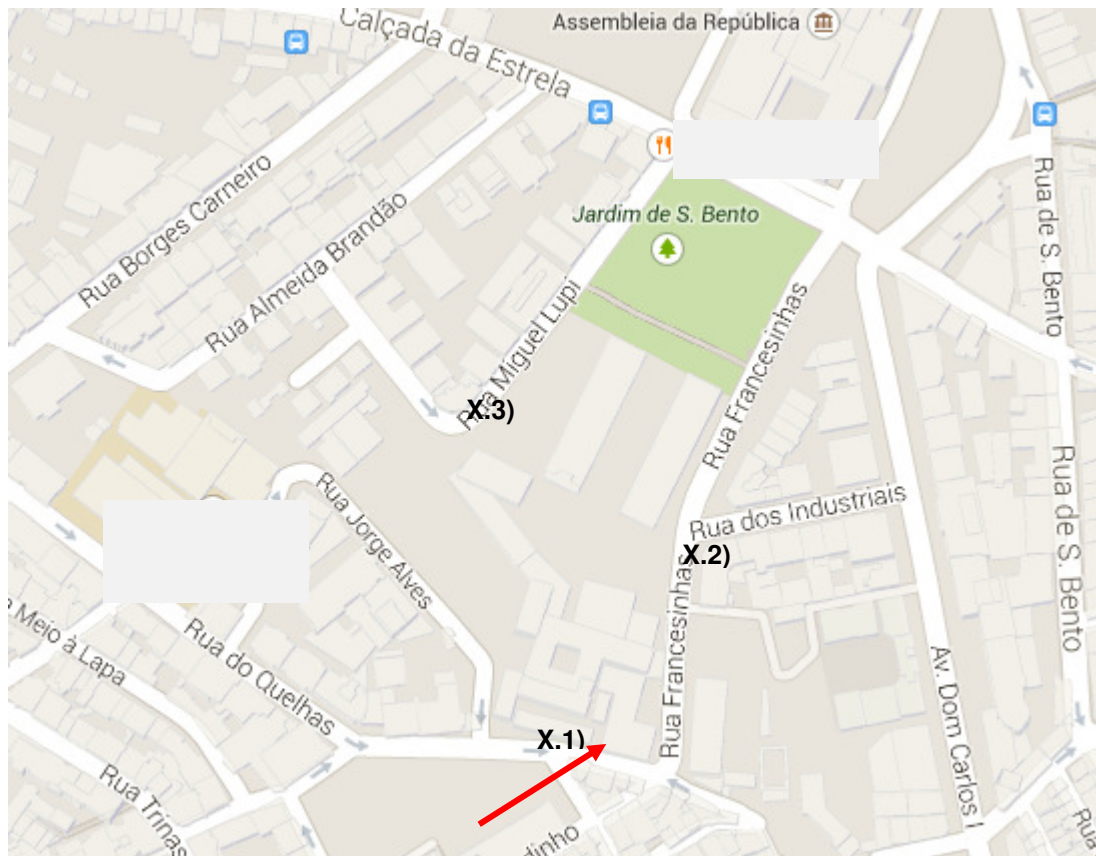 Assembleia da República
Calçada da Estrela
Rua Borges Carneiro
Rua Almeida Brandão
Jardim de S. Bento
Rua de S. Bento
Rua Miguel Lupi
Rua Francesinhas
X.3)
Rua Jorge Alves
Rua dos Industriais
Rua de S. Bento
X.2)
Rua Francesinhas
a Meio à Lapa
Rua do Quelhas
Av. Dom Carlos I
X.1)
Rua Trinas
dinho
Rua